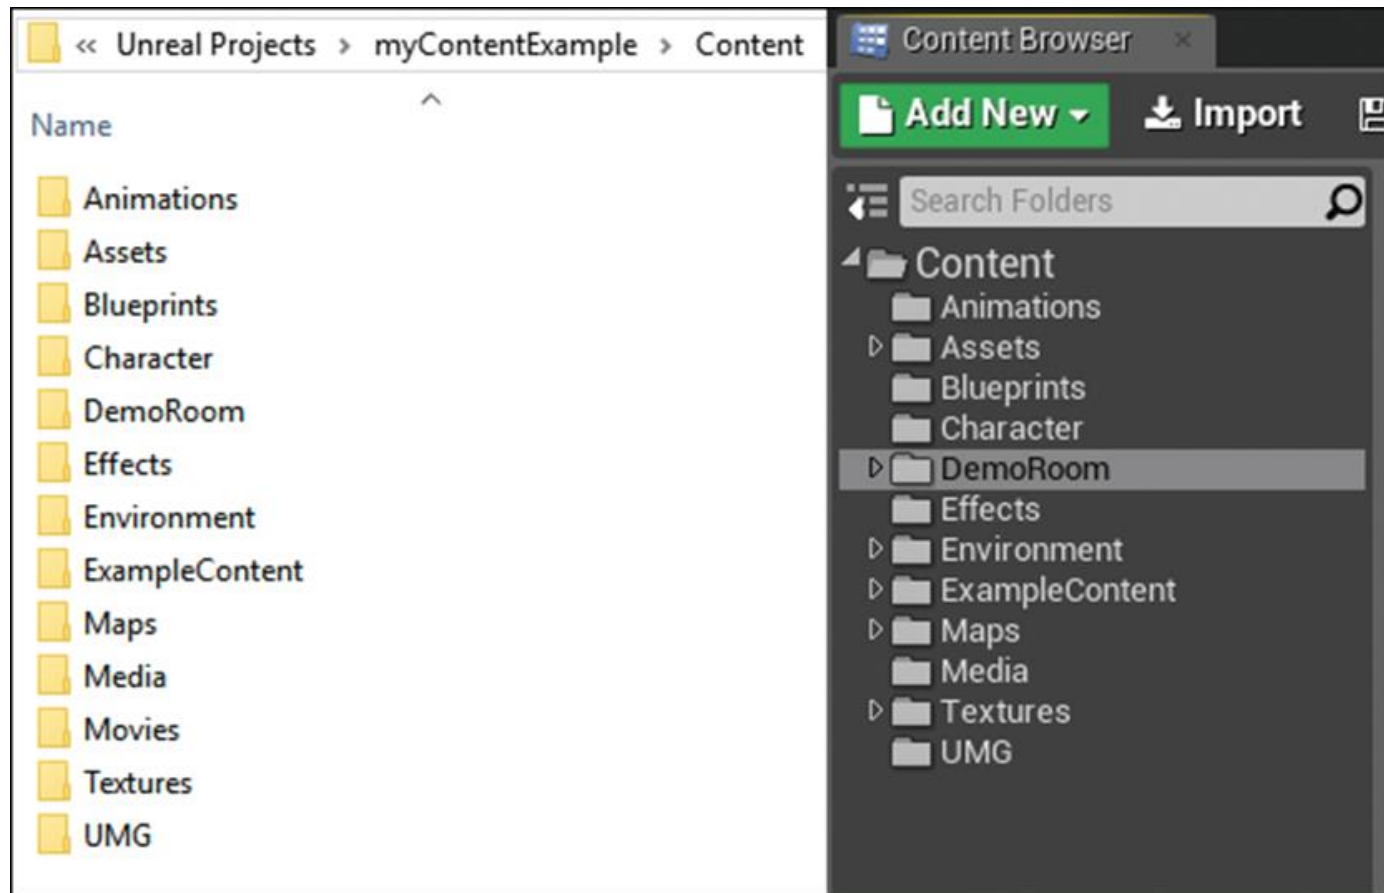 « Unreal Projects > myContentExample > Content
Name
Animations
Assets
Blueprints
Character
DemoRoom
Effects
Environment
ExampleContent
Maps
Media
Movies
Textures
UMG
Content Browser
Add New Import
Search Folders
Content
Animations
Assets
Blueprints
Character
DemoRoom
Effects
Environment
ExampleContent
Maps
Media
Textures
UMG